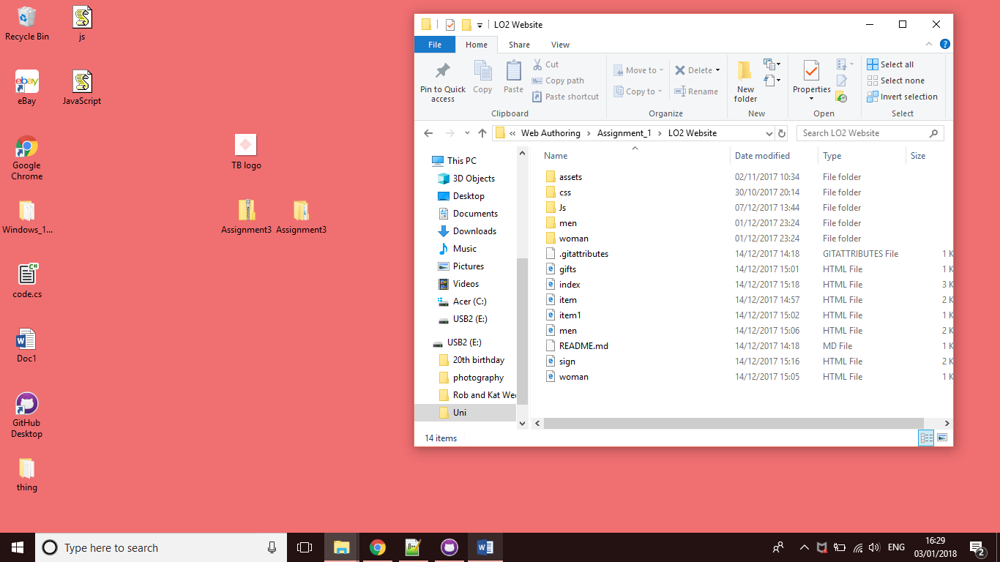 Recycle Bin
js
ebay
eBay
JavaScript
Google
Chrome
TB logo
Windows_1...
Assignment3
Assignment3
C#
code.cs
Doc1
GitHub
Desktop
thing
LO2 Website
File Home Share View
Pin to Quick
access
Copy
Paste
Cut
Copy path
Paste shortcut
Clipboard
Move to
Copy to
Delete
Rename
Organize
New
folder
New
Properties
Open
Select all
Select none
Invert selection
Select
« Web Authoring > Assignment_1 > LO2 Website
Search LO2 Website
This PC
3D Objects
Desktop
Documents
Downloads
Music
Pictures
Videos
Acer (C:)
USB2 (E:)
USB2 (E:)
20th birthday
photography
Rob and Kat Wed
Uni
Name Date modified Type Size
assets 02/11/2017 10:34 File folder
css 30/10/2017 20:14 File folder
Js 07/12/2017 13:44 File folder
men 01/12/2017 23:24 File folder
woman 01/12/2017 23:24 File folder
.gitattributes 14/12/2017 14:18 GITATTRIBUTES File 1 K
gifts 14/12/2017 15:01 HTML File 1 K
index 14/12/2017 15:18 HTML File 3 K
item 14/12/2017 14:57 HTML File 2 K
item1 14/12/2017 15:02 HTML File 1 K
men 14/12/2017 15:06 HTML File 2 K
README.md 14/12/2017 14:18 MD File 1 K
sign 14/12/2017 15:16 HTML File 2 K
woman 14/12/2017 15:05 HTML File 1 K
14 items
Type here to search
ENG
16:29
03/01/2018
2